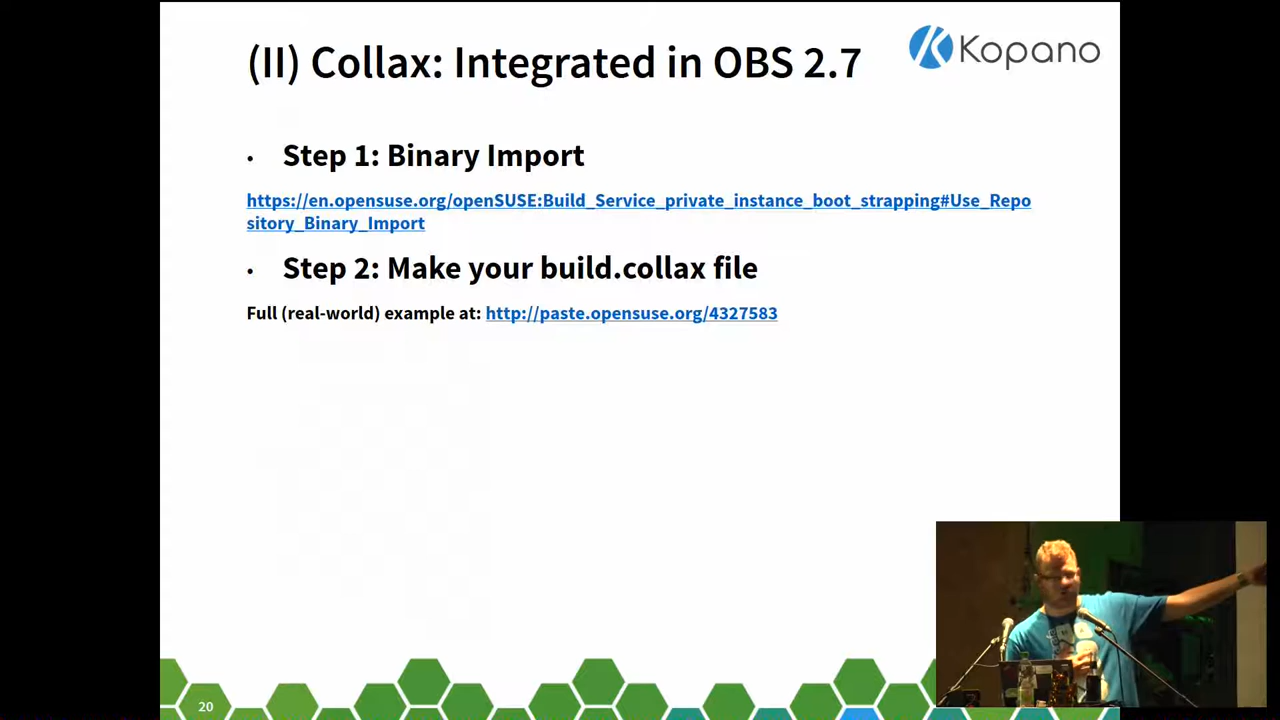 (II) Collax: Integrated in OBS 2.7
Kopano
• Step 1: Binary Import
https://en.opensuse.org/openSUSE:Build_Service_private_instance_boot_strapping#Use_Repo
sitory_Binary_Import
• Step 2: Make your build.collax file
Full (real-world) example at: http://paste.opensuse.org/4327583
20